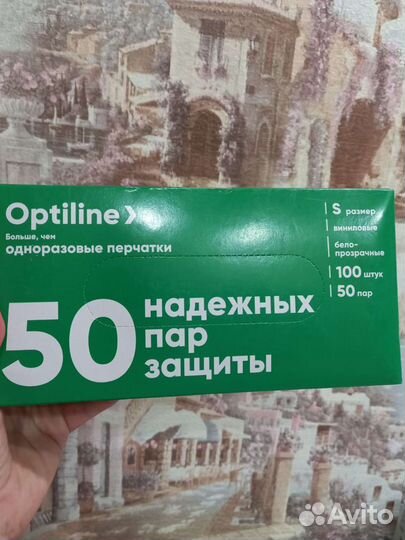 Optiline
Больше, чем
одноразовые перчатки
S размер
виниловые
бело-
прозрачные
100 штук
50 пар
50 надежных
пар
защиты
Avito